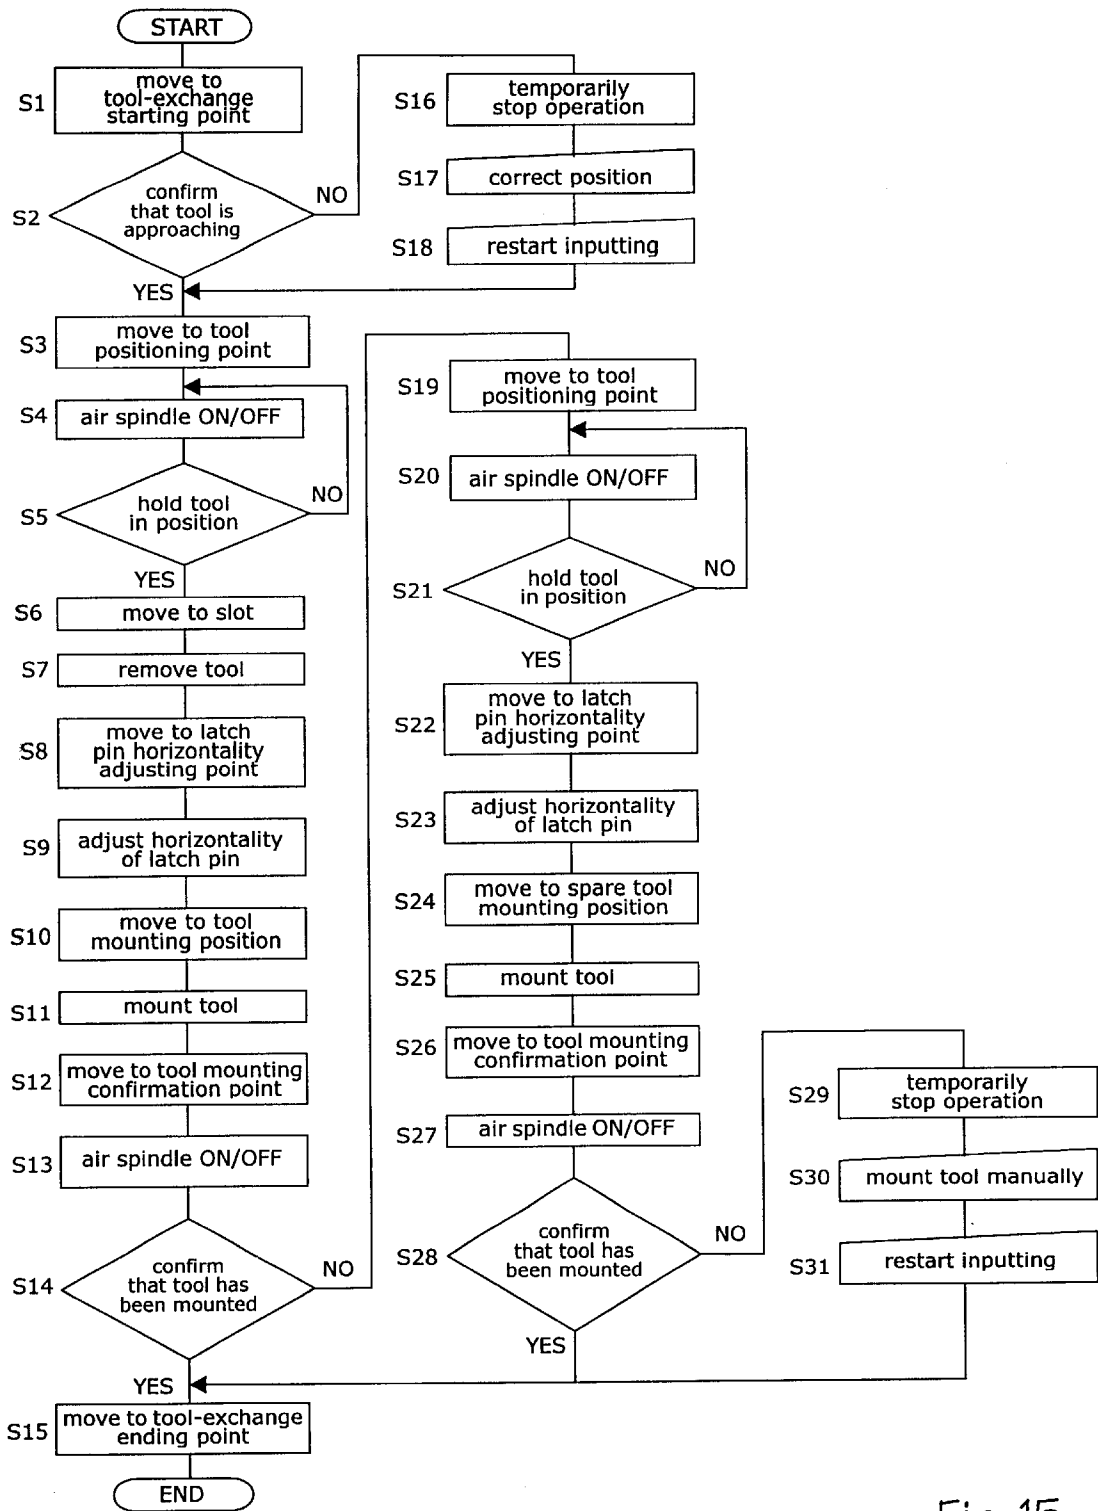 START
S1
move to
tool-exchange
starting point
S2
confirm
that tool is
approaching
NO
YES
S16
temporarily
stop operation
S17
correct position
S18
restart inputting
S3
move to tool
positioning point
S4
air spindle ON/OFF
S5
hold tool
in position
NO
YES
S6
move to slot
S7
remove tool
S8
move to latch
pin horizontality
adjusting point
S9
adjust horizontality
of latch pin
S10
move to tool
mounting position
S11
mount tool
S12
move to tool mounting
confirmation point
S13
air spindle ON/OFF
S14
confirm
that tool has
been mounted
NO
YES
S19
move to tool
positioning point
S20
air spindle ON/OFF
S21
hold tool
in position
NO
YES
S22
move to latch
pin horizontality
adjusting point
S23
adjust horizontality
of latch pin
S24
move to spare tool
mounting position
S25
mount tool
S26
move to tool mounting
confirmation point
S27
air spindle ON/OFF
S28
confirm
that tool has
been mounted
NO
YES
S29
temporarily
stop operation
S30
mount tool manually
S31
restart inputting
S15
move to tool-exchange
ending point
END